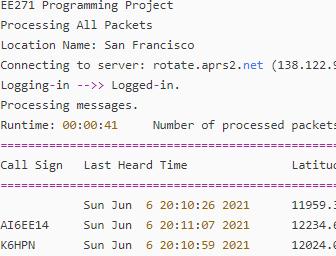 EE271 Programming Project
Processing All Packets
Location Name: San Francisco
Connecting to server: rotate.aprs2.net (138.122.9
Logging-in -->> Logged-in.
Processing messages.
Runtime: 00:00:41 Number of processed packets
================================================
Call Sign Last Heard Time Latitud
================================================
Sun Jun 6 20:10:26 2021 11959.3
AI6EE14 Sun Jun 6 20:11:07 2021 12234.6
K6HPN Sun Jun 6 20:10:59 2021 12024.0